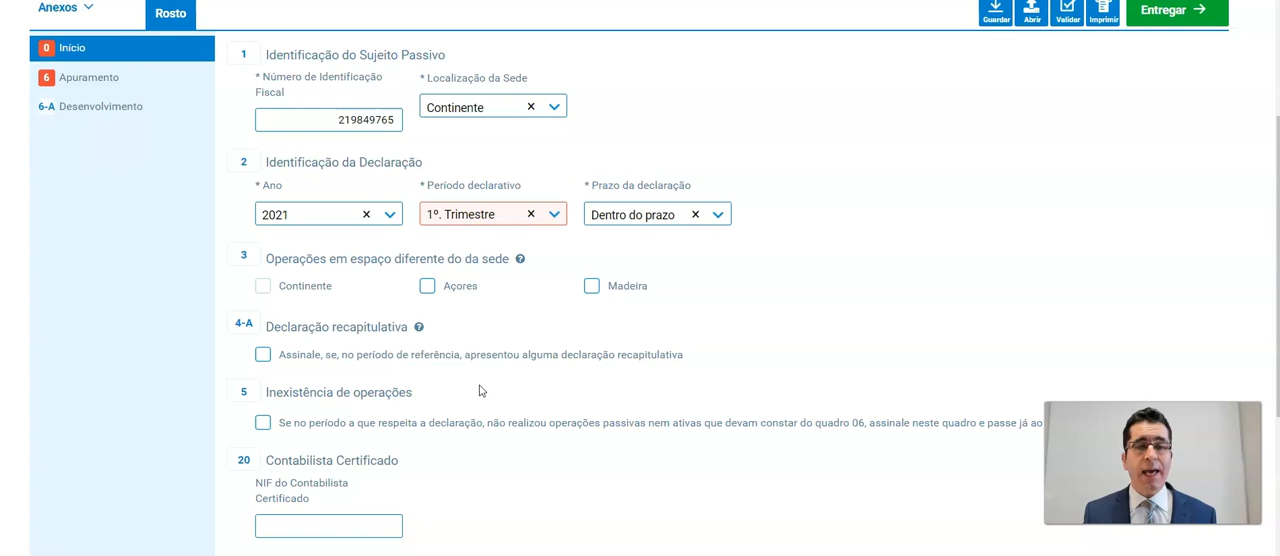 Anexos
Rosto
Guardar
Abrir
Validar
Imprimir
Entregar
0 Início
6 Apuramento
6-A Desenvolvimento
1 Identificação do Sujeito Passivo
* Número de Identificação
Fiscal
* Localização da Sede
219849765
Continente
2 Identificação da Declaração
* Ano
* Período declarativo
* Prazo da declaração
2021
1º. Trimestre
Dentro do prazo
3 Operações em espaço diferente do da sede
Continente
Açores
Madeira
4-A Declaração recapitulativa
Assinale, se, no período de referência, apresentou alguma declaração recapitulativa
5 Inexistência de operações
Se no período a que respeita a declaração, não realizou operações passivas nem ativas que devam constar do quadro 06, assinale neste quadro e passe já ao
20 Contabilista Certificado
NIF do Contabilista
Certificado